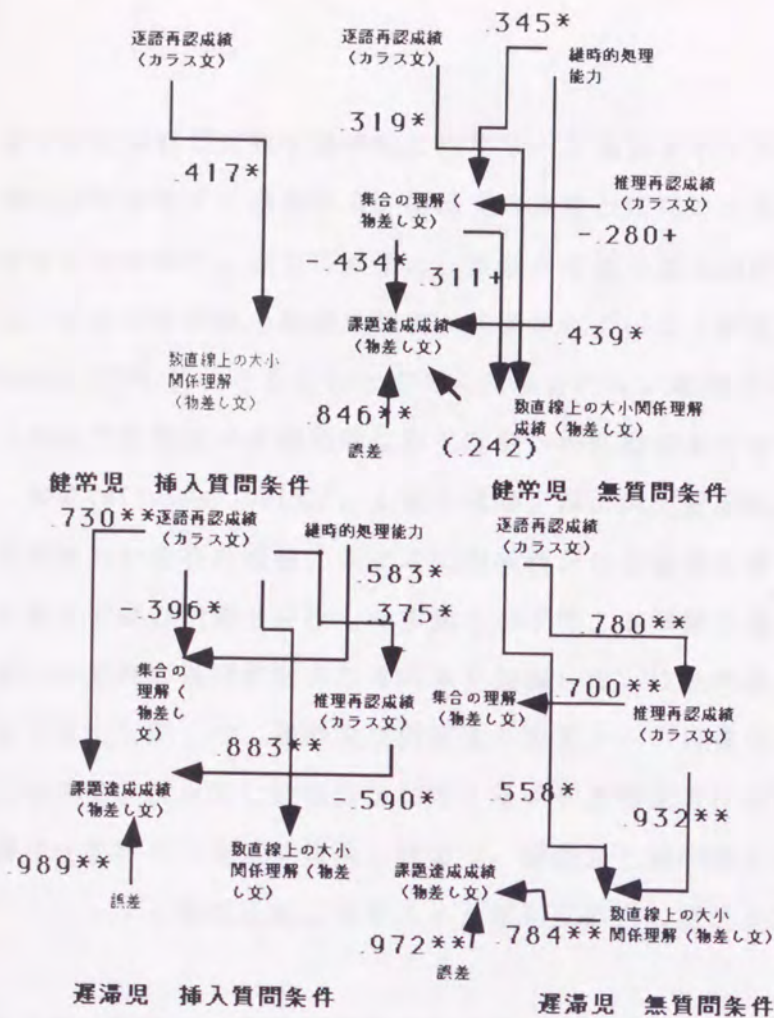 逐語再認成績
(カラス文)
.417*
数直線上の大小
関係理解
(物差し文)
健常児 挿入質問条件
逐語再認成績
(カラス文)
.345*
継時的処理
能力
.319*
推理再認成績
(カラス文)
集合の理解(
物差し文)
-.280+
-.434**
.311+
課題達成成績
(物差し文)
.439*
.846**
誤差
(.242)
数直線上の大小関係理解
成績(物差し文)
健常児 無質問条件
.730**
逐語再認成績
(カラス文)
継時的処理能力
.583*
-.396*
.375*
集合の
理解(
物差し
文)
推理再認成績
(カラス文)
.883**
課題達成成績
(物差し文)
.590*
数直線上の大小
関係理解(物差し
文)
.989**
誤差
遅滞児 挿入質問条件
逐語再認成績
(カラス文)
.780**
.700**
集合の理解
(物差し文)
推理再認成績
(カラス文)
.558*
.932**
課題達成成績
(物差し文)
数直線上の大小
関係理解(物差し文)
.784**
.972**
誤差
遅滞児 無質問条件